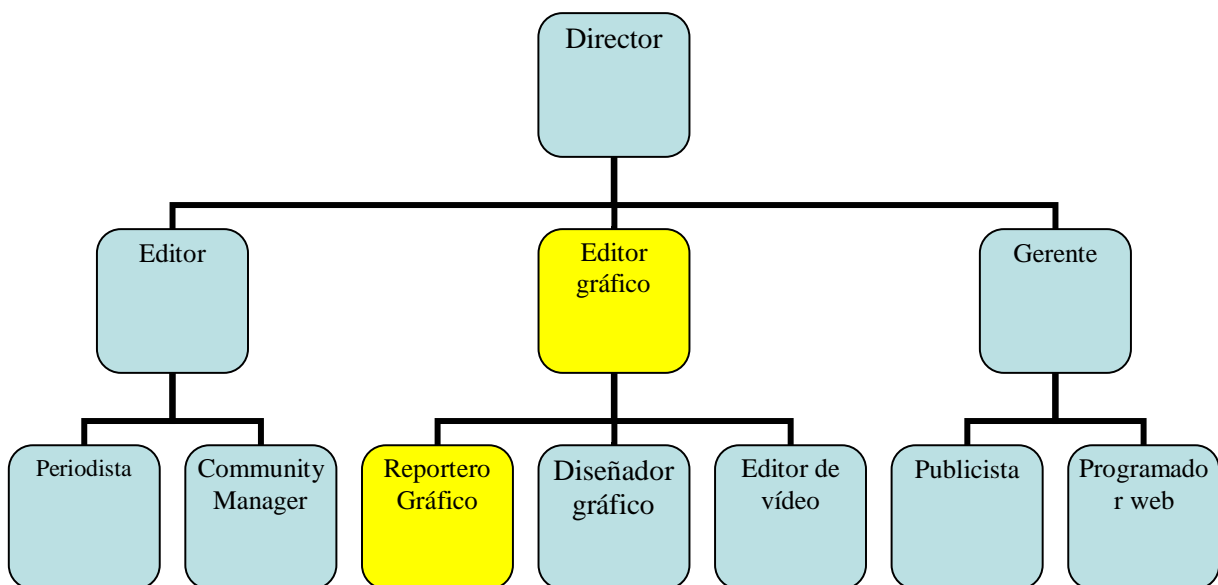 Director
Editor
Editor
gráfico
Gerente
Periodista
Community
Manager
Reportero
Gráfico
Diseñador
gráfico
Editor de
vídeo
Publicista
Programado
r web